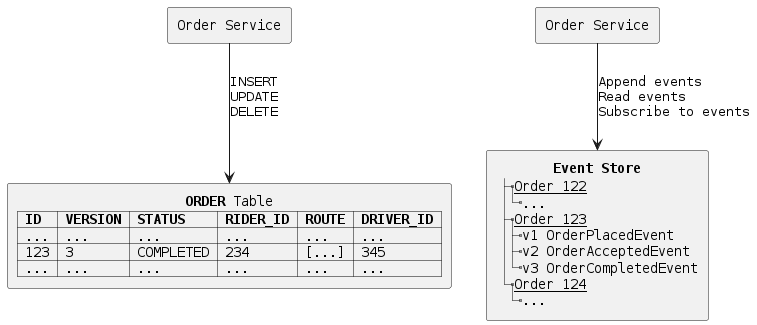 Order Service
INSERT
UPDATE
DELETE
ORDER Table
ID VERSION STATUS RIDER_ID ROUTE DRIVER_ID
... ... ... ... ... ...
123 3 COMPLETED 234 [...] 345
... ... ... ... ... ...
Order Service
Append events
Read events
Subscribe to events
Event Store
Order 122
...
Order 123
v1 OrderPlacedEvent
v2 OrderAcceptedEvent
v3 OrderCompletedEvent
Order 124
...